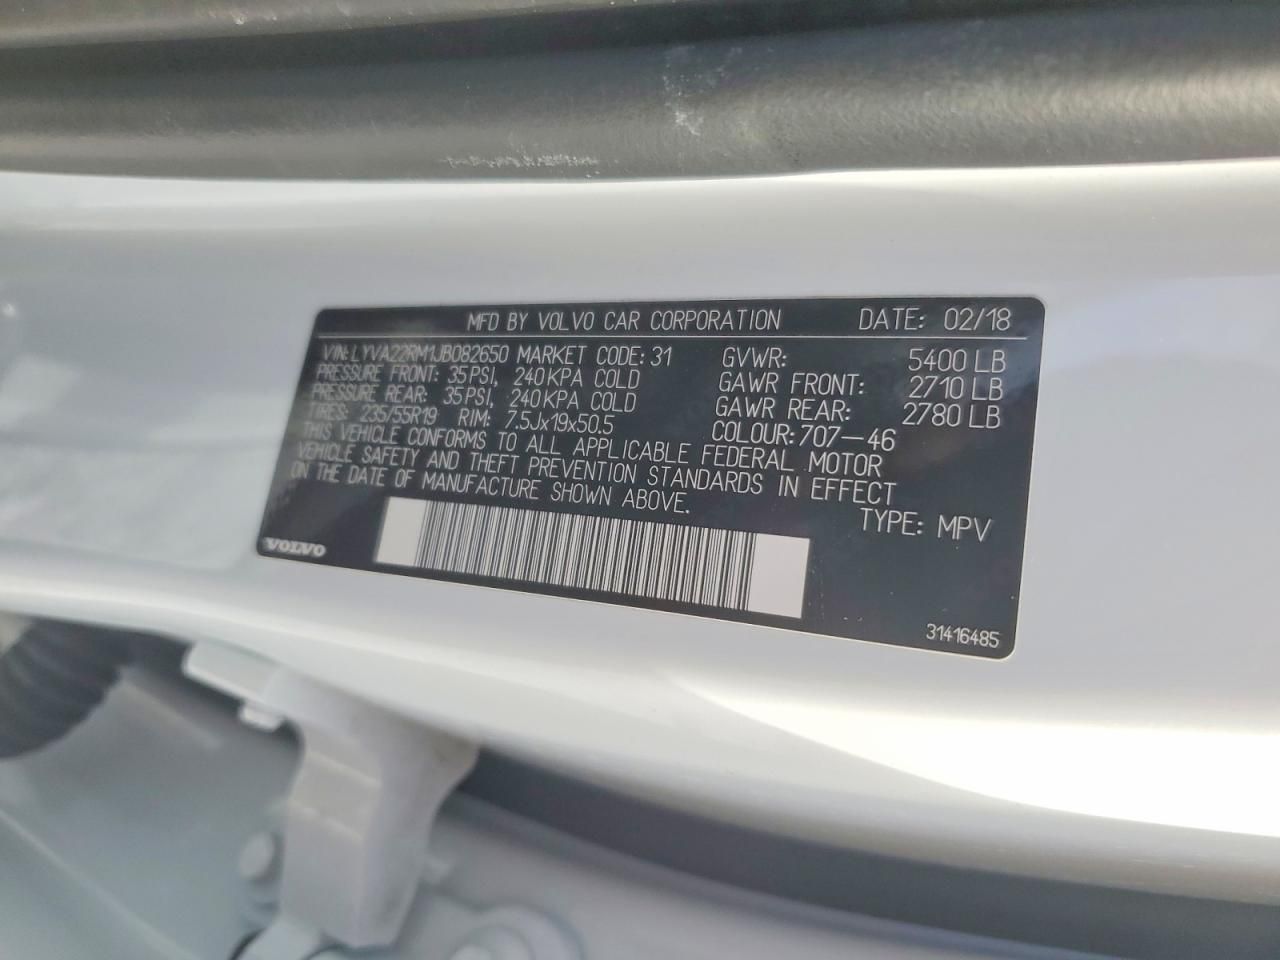 MFD BY VOLVO CAR CORPORATION DATE: 02/18
VIN: LYVA22RM1JB082650 MARKET CODE: 31 GVWR: 5400 LB
PRESSURE FRONT: 35PSI, 240KPA COLD GAWR FRONT: 2710 LB
PRESSURE REAR: 35PSI, 240KPA COLD GAWR REAR: 2780 LB
TIRES: 235/55R19 RIM: 7.5Jx19x50.5 COLOUR: 707-46
THIS VEHICLE CONFORMS TO ALL APPLICABLE FEDERAL MOTOR
VEHICLE SAFETY AND THEFT PREVENTION STANDARDS IN EFFECT
ON THE DATE OF MANUFACTURE SHOWN ABOVE.
TYPE: MPV
VOLVO
31416485